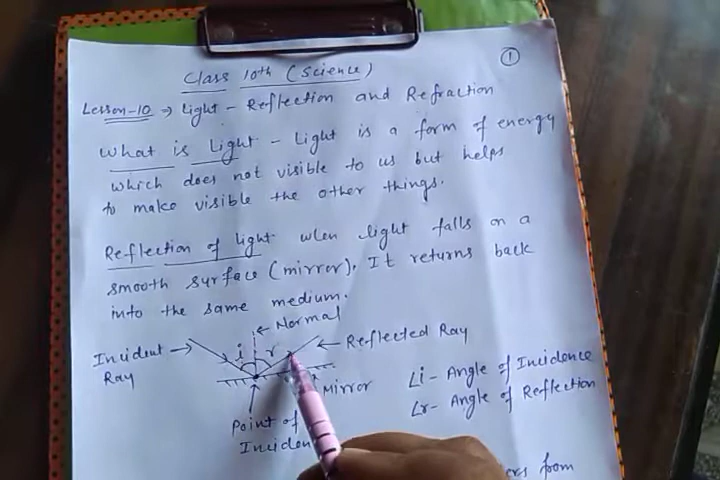 ①
Class 10th (Science)
Lesson-10 → Light - Reflection and Refraction
What is Light - Light is a form of energy
which does not visible to us but helps
to make visible the other things.
Reflection of light when light falls on a
smooth surface (mirror). It returns back
into the same medium.
← Normal
Incident →
Ray
i r
← Reflected Ray
Mirror
Point of
∠i - Angle of Incidence
∠r - Angle of Reflection
from